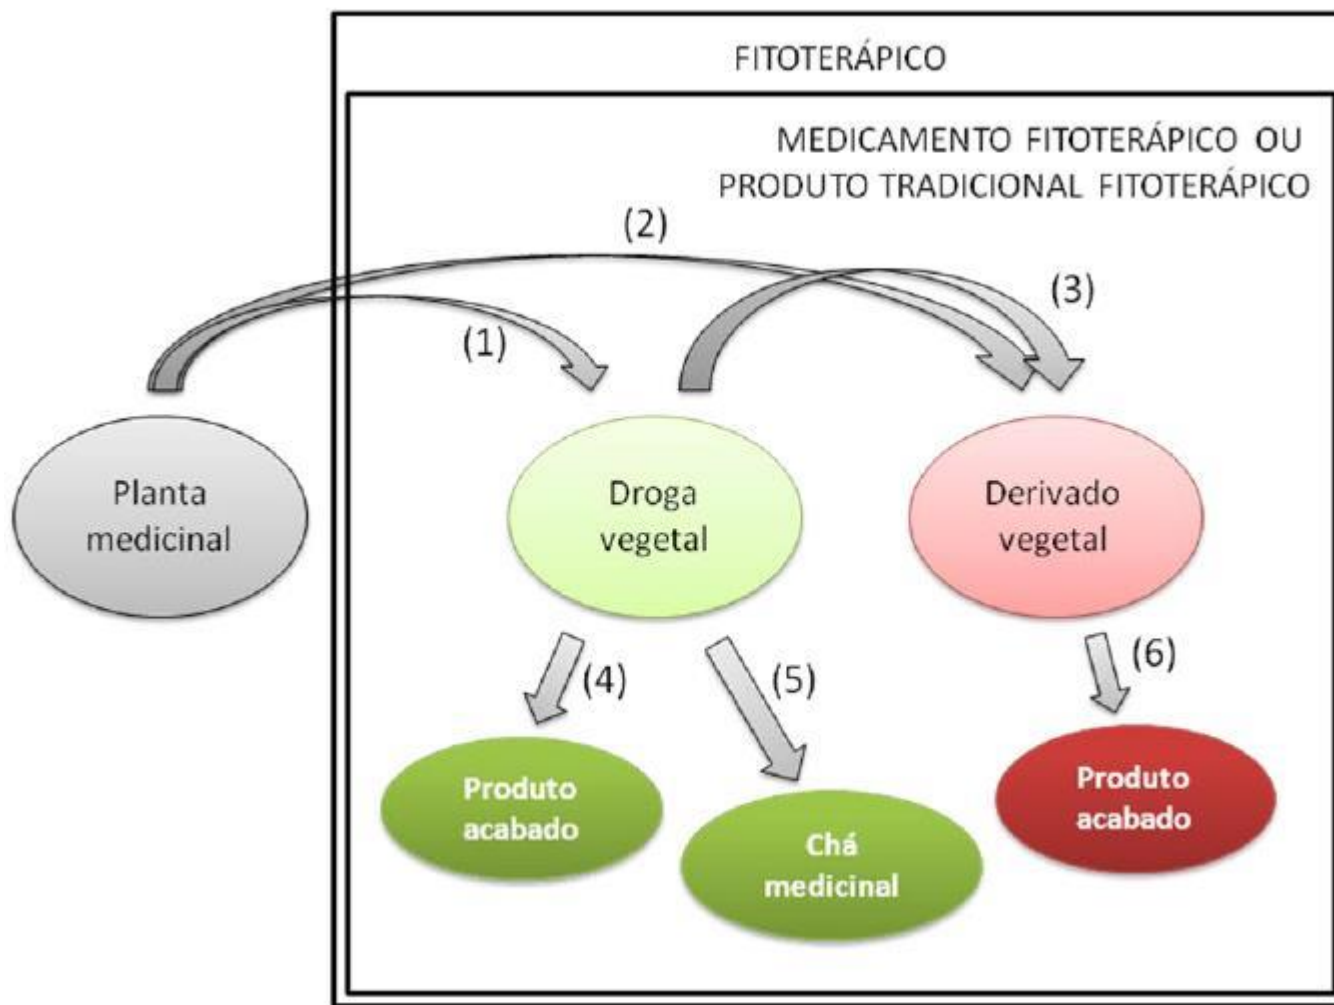 FITOTERÁPICO
MEDICAMENTO FITOTERÁPICO OU
PRODUTO TRADICIONAL FITOTERÁPICO
(2)
(3)
(1)
Planta
medicinal
Droga
vegetal
Derivado
vegetal
(4)
(5)
(6)
Produto
acabado
Chá
medicinal
Produto
acabado